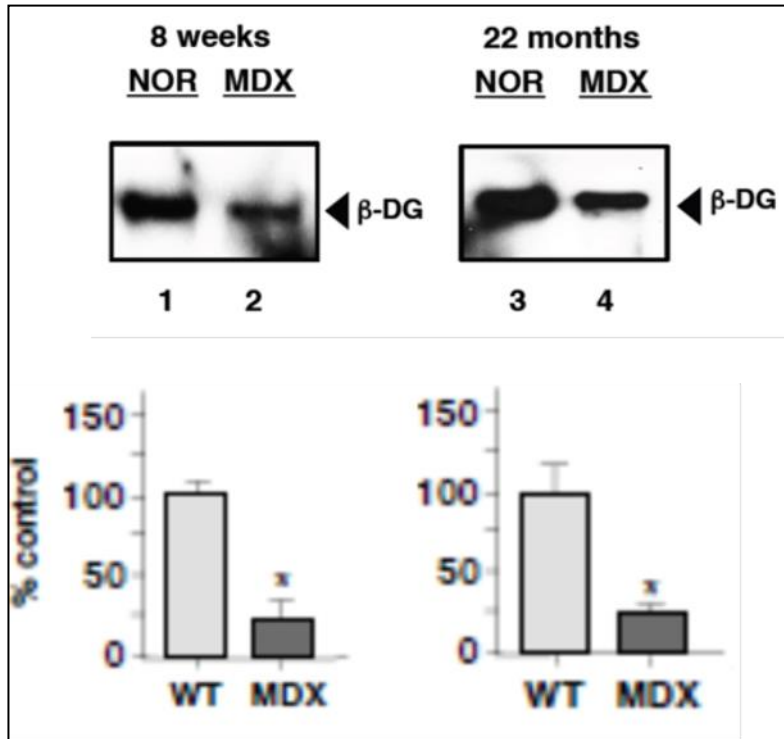 8 weeks 22 months
NOR MDX NOR MDX
β-DG β-DG
1 2 3 4
% control
150
100
50
0
WT MDX
x
150
100
50
0
WT MDX
x